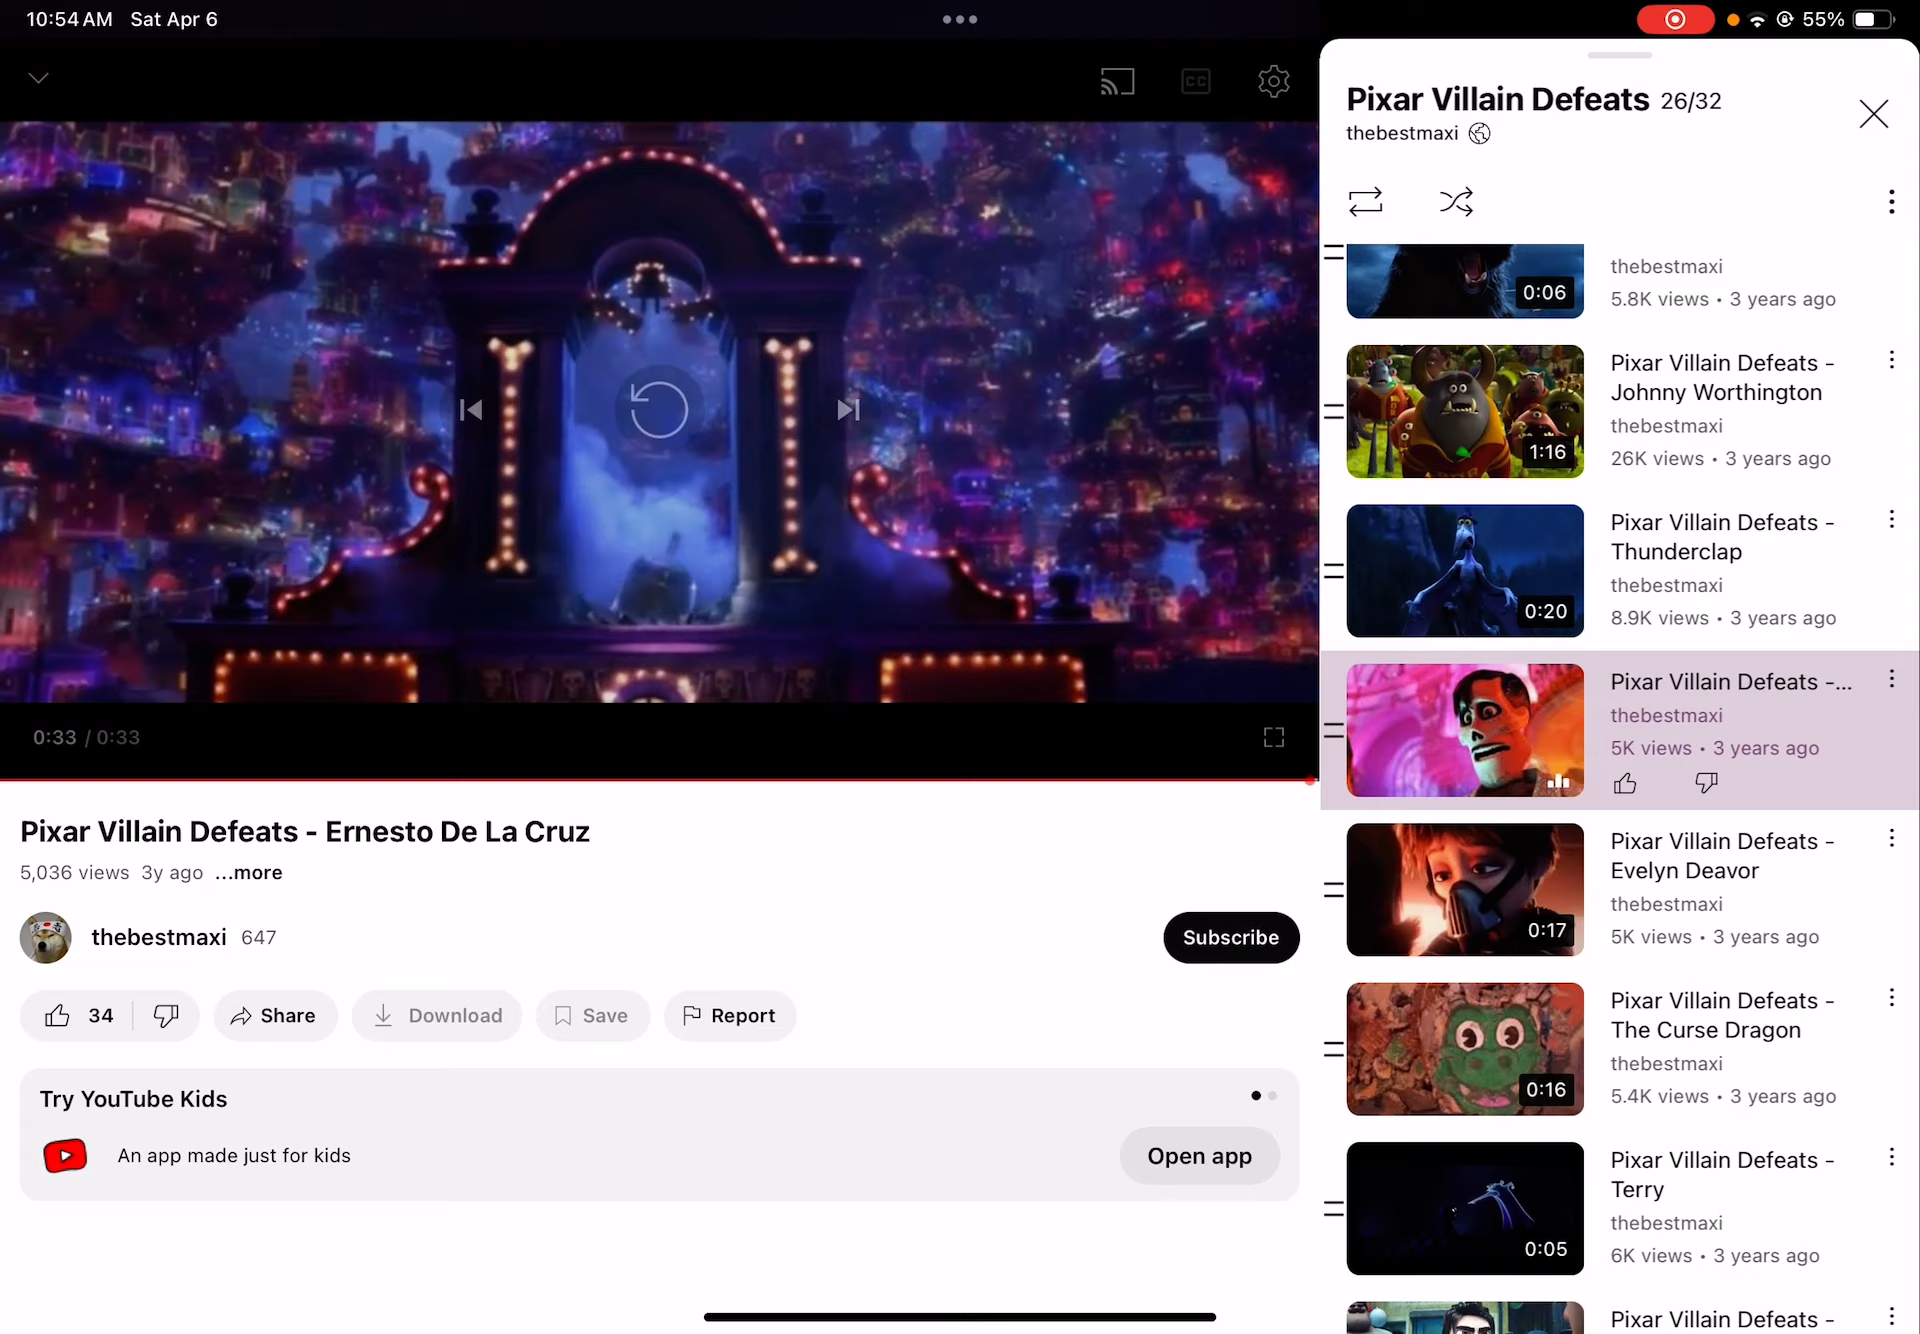 10:54 AM Sat Apr 6
55%
CC
0:33 / 0:33
Pixar Villain Defeats - Ernesto De La Cruz
5,036 views 3y ago ...more
thebestmaxi 647
Subscribe
34
Share
Download
Save
Report
Try YouTube Kids
An app made just for kids
Open app
Pixar Villain Defeats 26/32
thebestmaxi
0:06
thebestmaxi
5.8K views • 3 years ago
1:16
Pixar Villain Defeats -
Johnny Worthington
thebestmaxi
26K views • 3 years ago
0:20
Pixar Villain Defeats -
Thunderclap
thebestmaxi
8.9K views • 3 years ago
Pixar Villain Defeats -...
thebestmaxi
5K views • 3 years ago
0:17
Pixar Villain Defeats -
Evelyn Deavor
thebestmaxi
5K views • 3 years ago
0:16
Pixar Villain Defeats -
The Curse Dragon
thebestmaxi
5.4K views • 3 years ago
0:05
Pixar Villain Defeats -
Terry
thebestmaxi
6K views • 3 years ago
Pixar Villain Defeats -